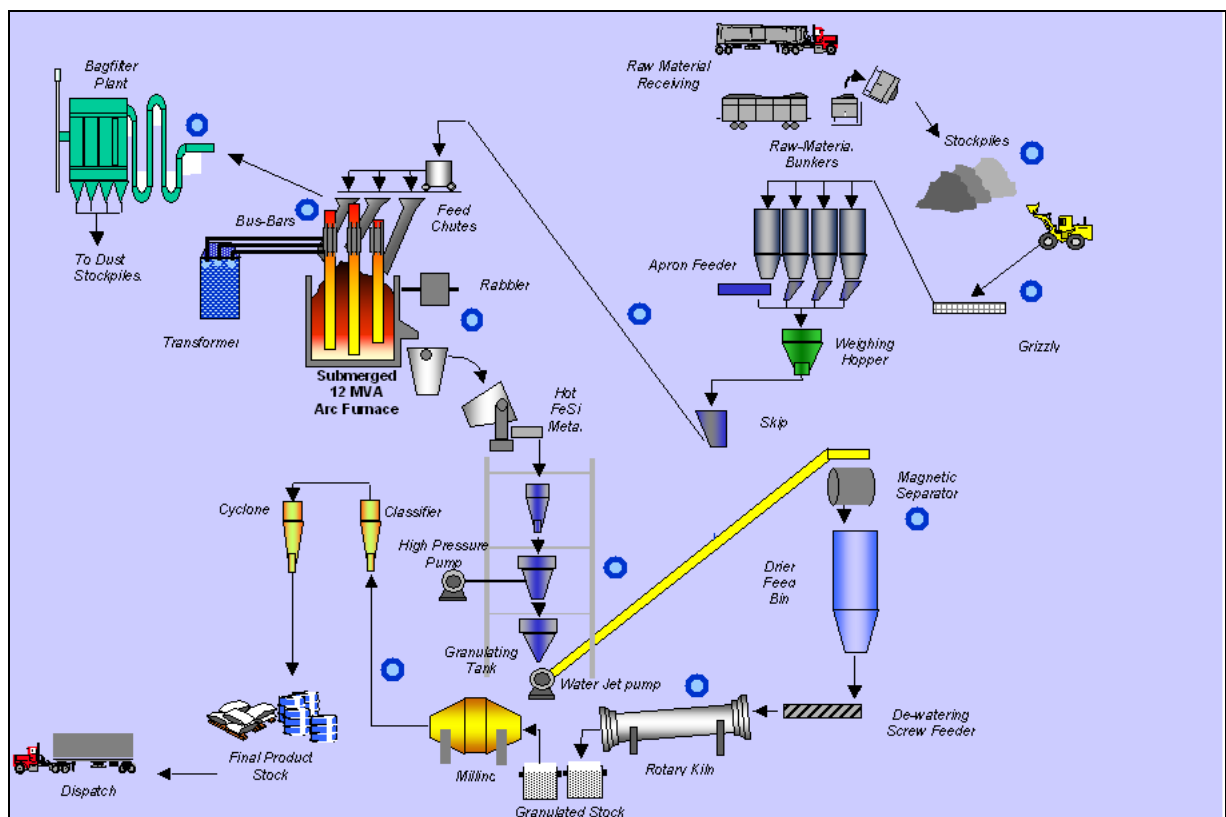 Bagfilter
Plant
Raw Material
Receiving
Raw-Materia.
Bunkers
Stockpiles
Bus-Bars
Feed
Chutes
To Dust
Stockpiles.
Apron Feeder
Rabbler
Transformer
Weighing
Hopper
Grizzly
Submerged
12 MVA
Arc Furnace
Hot
FeSi
Meta.
Skip
Magnetic
Separator
Cyclone
Classifier
High Pressure
Pump
Drier
Feed
Bin
Granulating
Tank
Water Jet pump
De-watering
Screw Feeder
Final Product
Stock
Millinc
Rotary Kiln
Dispatch
Granulated Stock